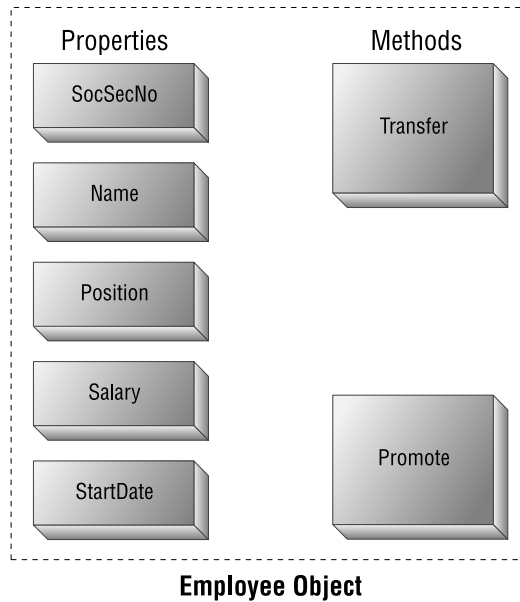 Properties
Methods
SocSecNo
Transfer
Name
Position
Salary
Promote
StartDate
Employee Object